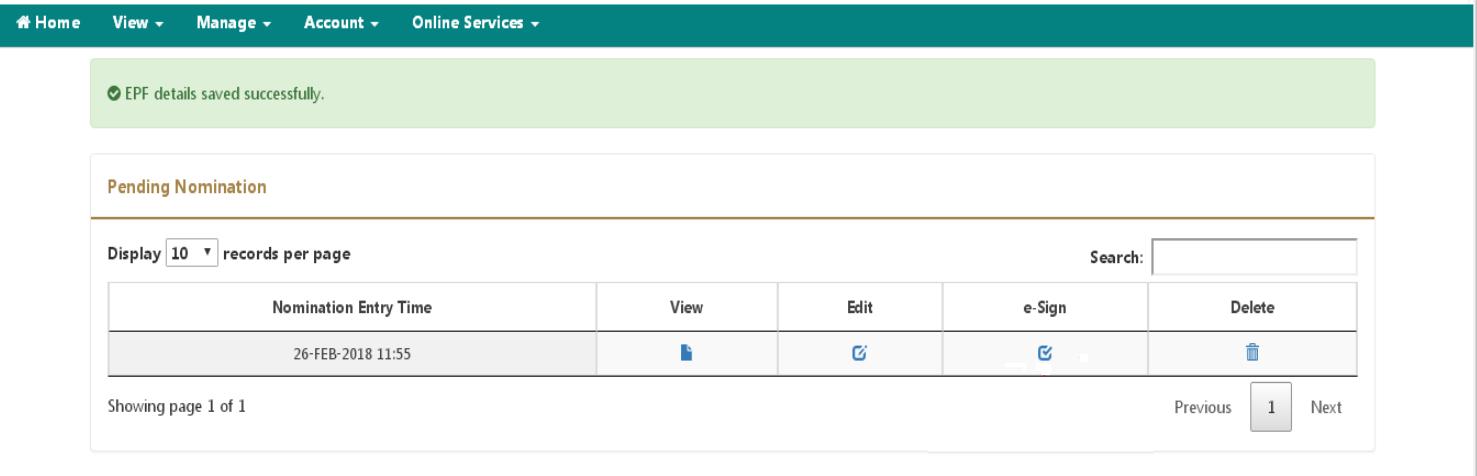 Home View Manage Account Online Services
EPF details saved successfully.
Pending Nomination
Display 10 records per page Search:
Nomination Entry Time View Edit e-Sign Delete
26-FEB-2018 11:55
Showing page 1 of 1 Previous 1 Next